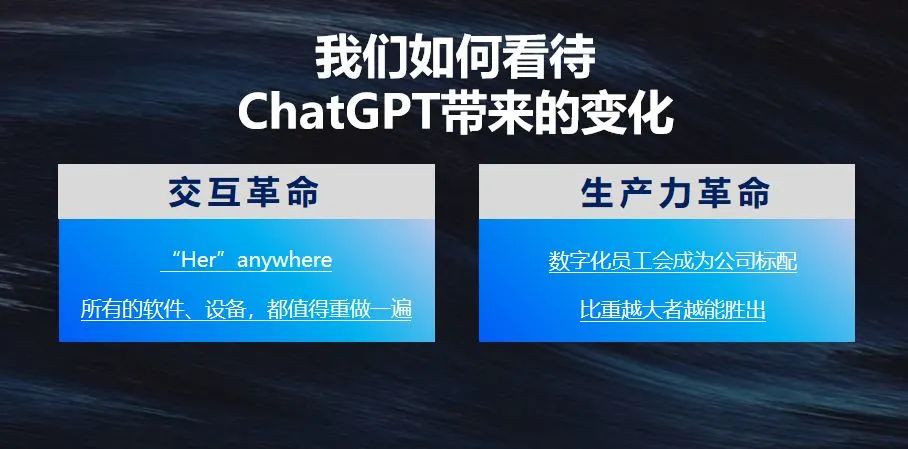 我们如何看待
ChatGPT带来的变化
交互革命
“Her”anywhere
所有的软件、设备，都值得重做一遍
生产力革命
数字化员工会成为公司标配
比重越大者越能胜出